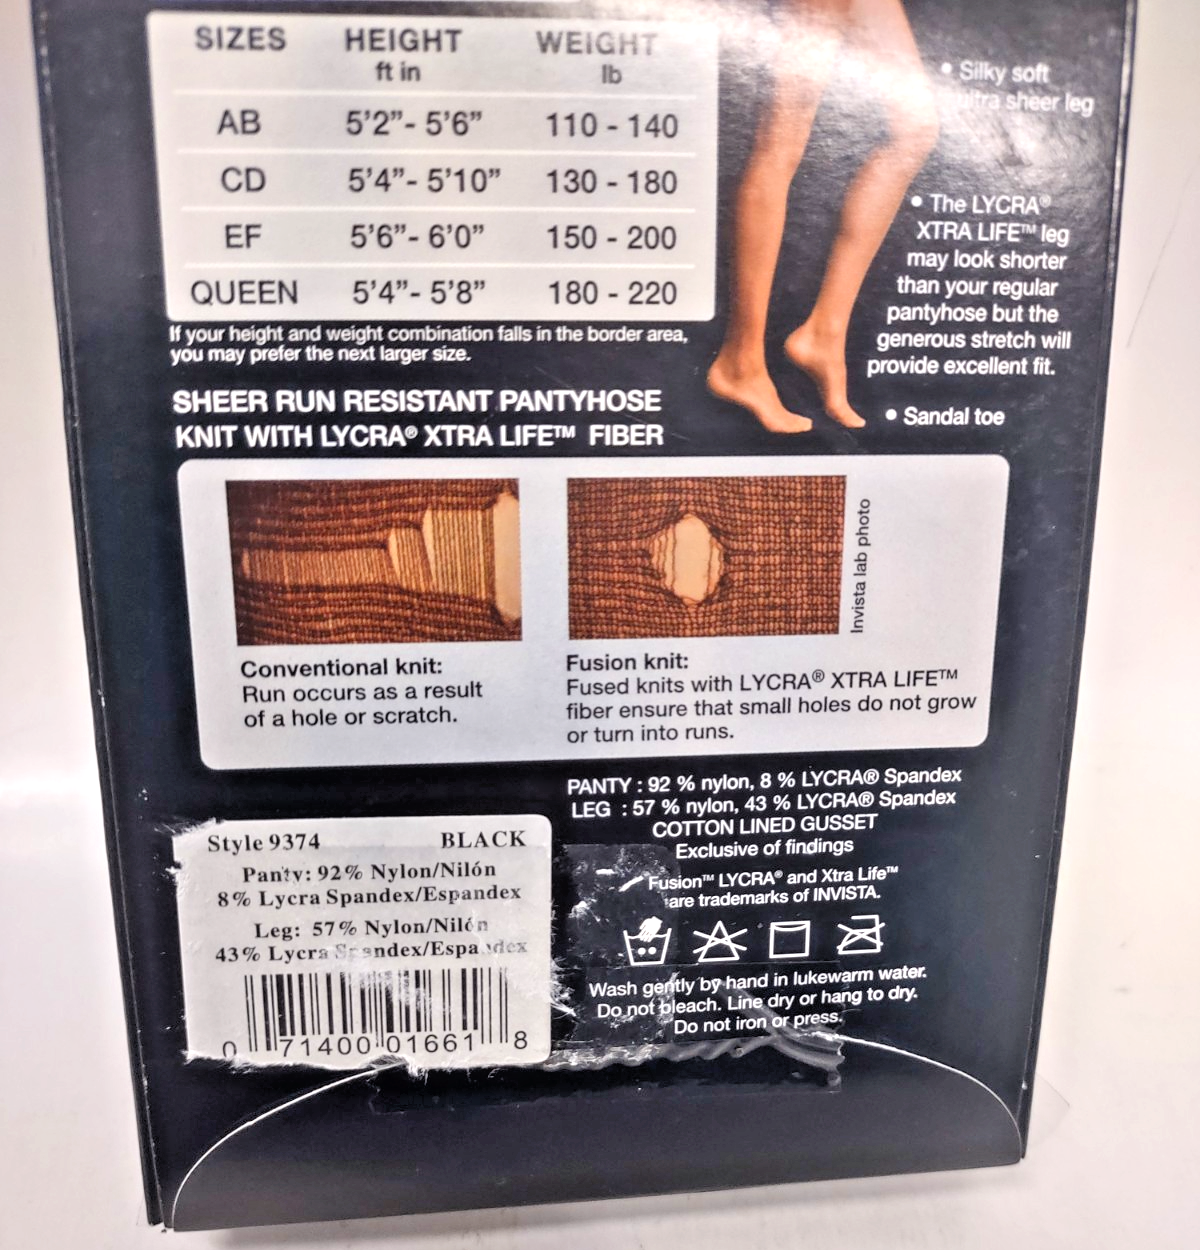 SIZES HEIGHT WEIGHT
ft in lb
AB 5'2”- 5'6” 110 - 140
CD 5'4”- 5'10” 130 - 180
EF 5'6”- 6'0” 150 - 200
QUEEN 5'4”- 5'8” 180 - 220
If your height and weight combination falls in the border area,
you may prefer the next larger size.
• Silky soft
ultra sheer leg
• The LYCRA®
XTRA LIFE™ leg
may look shorter
than your regular
pantyhose but the
generous stretch will
provide excellent fit.
• Sandal toe
SHEER RUN RESISTANT PANTYHOSE
KNIT WITH LYCRA® XTRA LIFE™ FIBER
Invista lab photo
Conventional knit:
Run occurs as a result
of a hole or scratch.
Fusion knit:
Fused knits with LYCRA® XTRA LIFE™
fiber ensure that small holes do not grow
or turn into runs.
PANTY : 92 % nylon, 8 % LYCRA® Spandex
LEG : 57 % nylon, 43 % LYCRA® Spandex
COTTON LINED GUSSET
Exclusive of findings
Fusion™ LYCRA® and Xtra Life™
are trademarks of INVISTA.
Wash gently by hand in lukewarm water.
Do not bleach. Line dry or hang to dry.
Do not iron or press.
Style 9374 BLACK
Panty: 92% Nylon/Nilón
8% Lycra Spandex/Espandex
Leg: 57% Nylon/Nilón
43% Lycra Spandex/Espandex
0 71400 01661 8